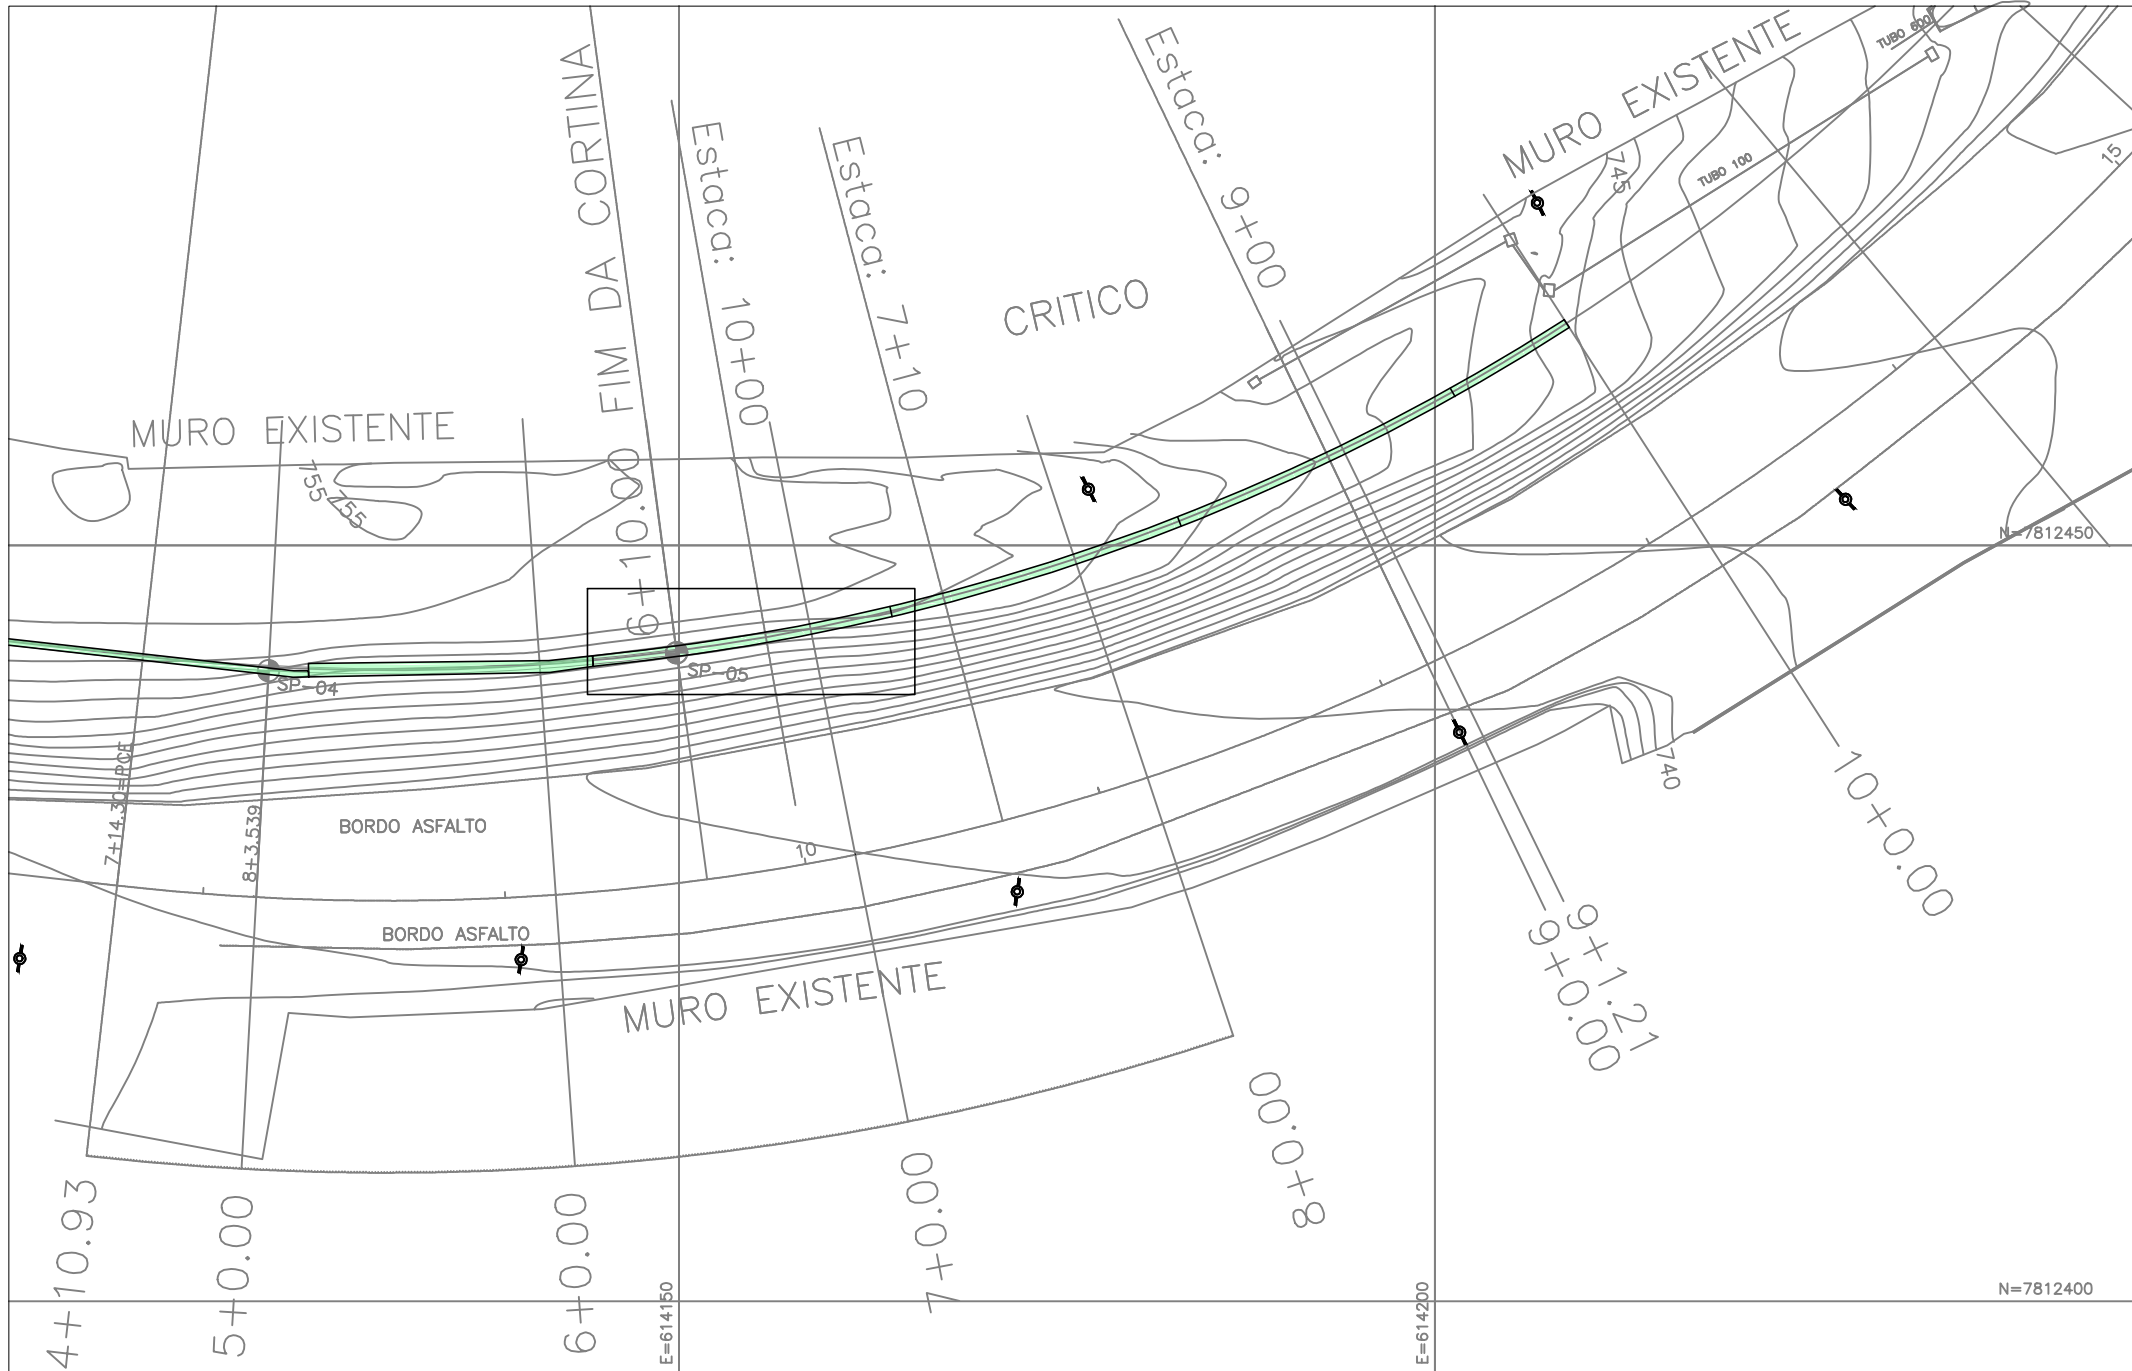 TUBO 600
MURO EXISTENTE
Estaca: 9+00
6+10.00 FIM DA CORTINA
Estaca: 10+00
Estaca: 7+10
745
TUBO 100
15
CRITICO
MURO EXISTENTE
755
755
N=7812450
SP-04
SP-05
7+14.30=PCE
8+3.539
BORDO ASFALTO
10
740
10+0.00
BORDO ASFALTO
MURO EXISTENTE
9+1.21
9+0.00
8+0.00
7+0.00
4+10.93
5+0.00
6+0.00
E=614150
E=614200
N=7812400